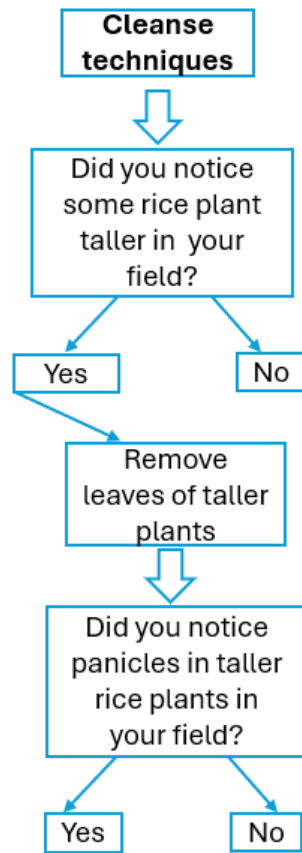 Cleanse
techniques
Did you notice
some rice plant
taller in your
field?
Yes
No
Remove
leaves of taller
plants
Did you notice
panicles in taller
rice plants in
your field?
Yes
No